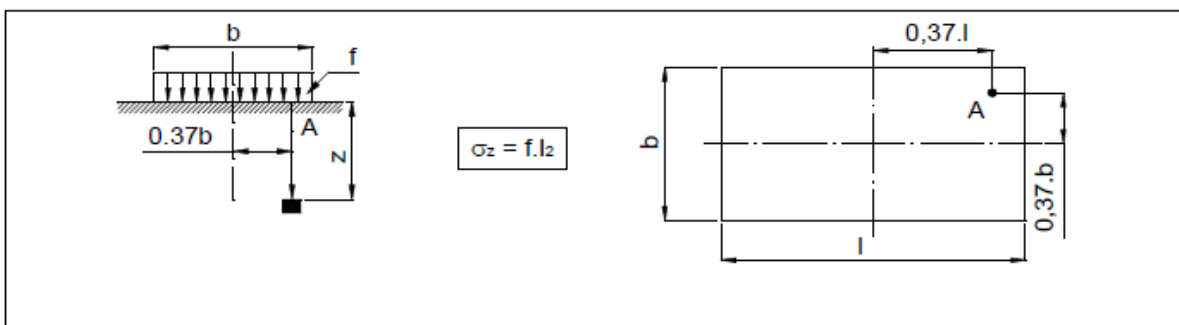 b
f
A
0.37b
z
σz = f.I₂
0,37.l
A
b
0,37.b
l